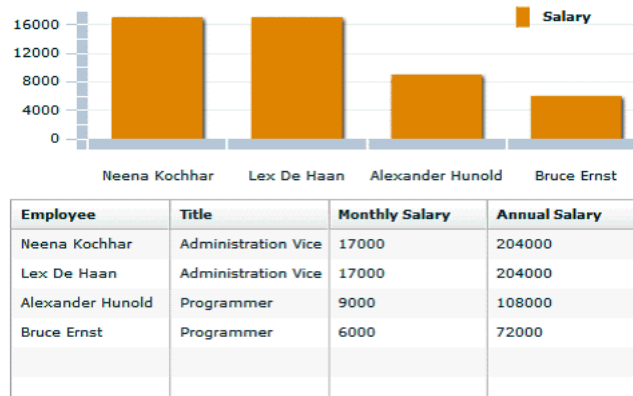 Salary
16000
12000
8000
4000
0
Neena Kochhar Lex De Haan Alexander Hunold Bruce Ernst
Employee Title Monthly Salary Annual Salary
Neena Kochhar Administration Vice 17000 204000
Lex De Haan Administration Vice 17000 204000
Alexander Hunold Programmer 9000 108000
Bruce Ernst Programmer 6000 72000